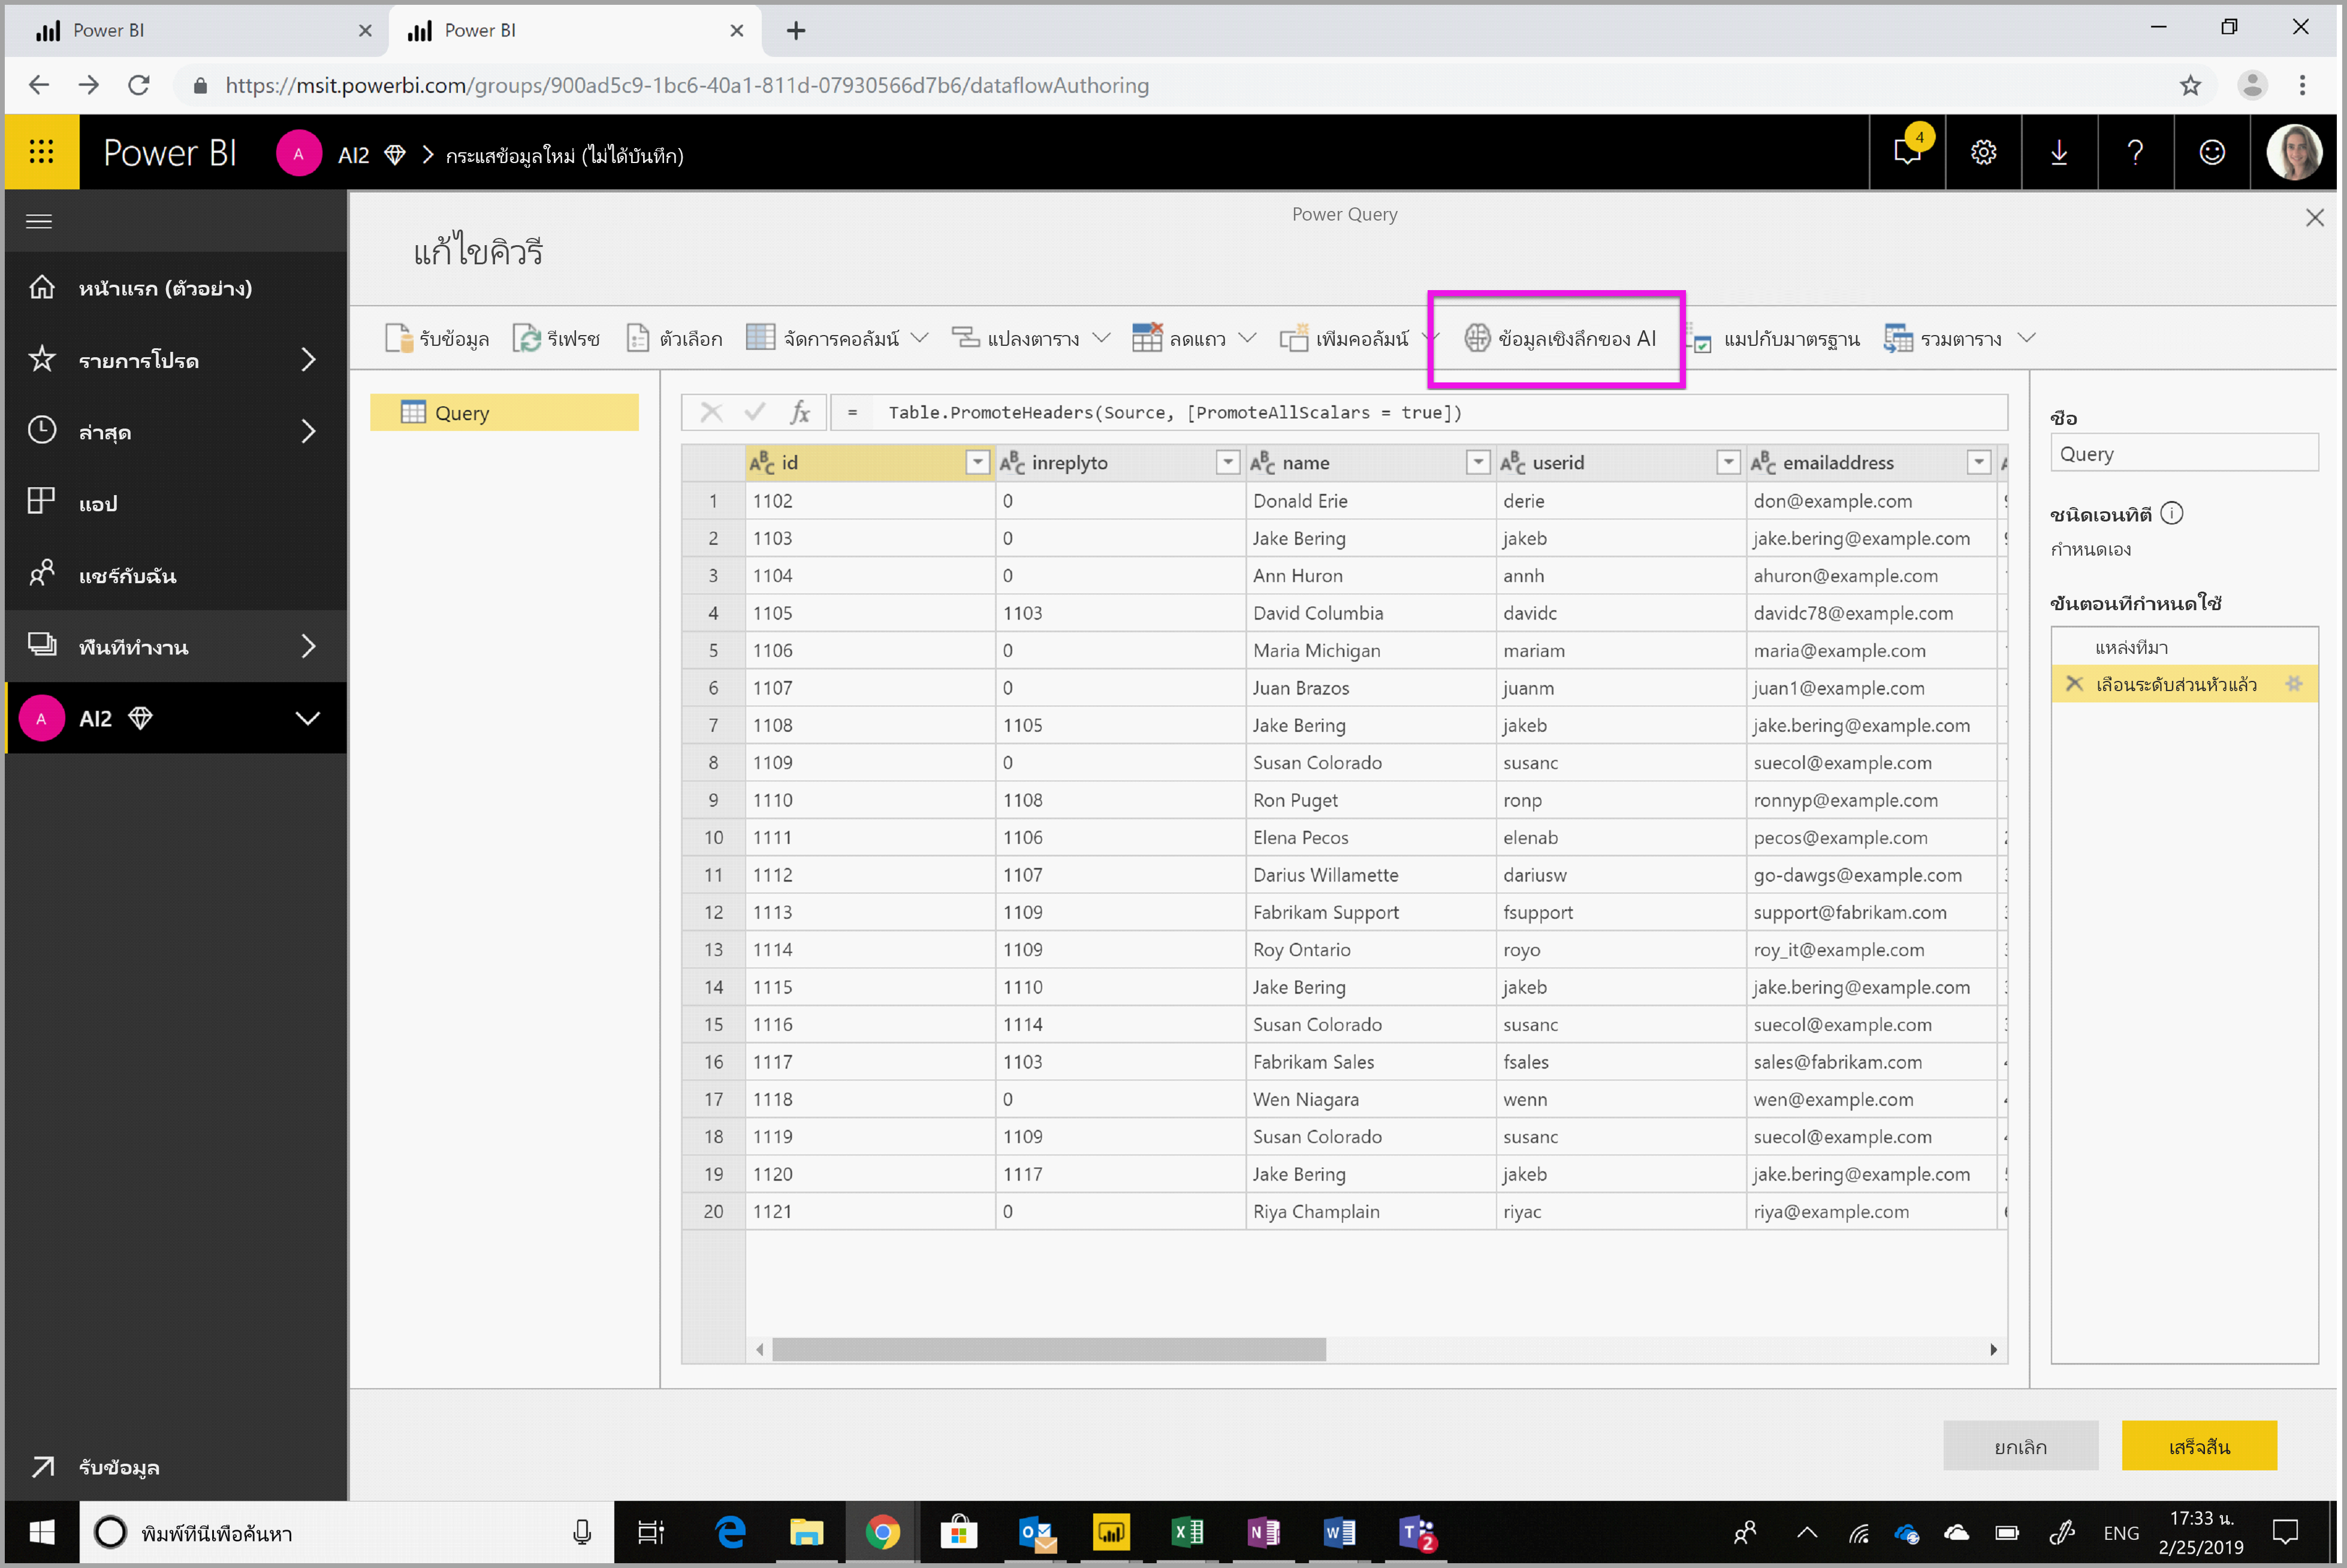 Power BI
Power BI
https://msit.powerbi.com/groups/900ad5c9-1bc6-40a1-811d-07930566d7b6/dataflowAuthoring
Power BI A AI2 กระแสข้อมูลใหม่ (ไม่ได้บันทึก) 4
Power Query
แก้ไขคิวรี
หน้าแรก (ตัวอย่าง)
รายการโปรด
ล่าสุด
แอป
แชร์กับฉัน
พื้นที่ทำงาน
A AI2
รับข้อมูล
รับข้อมูล รีเฟรช ตัวเลือก จัดการคอลัมน์ แปลงตาราง ลดแถว เพิ่มคอลัมน์ ข้อมูลเชิงลึกของ AI แมปกับมาตรฐาน รวมตาราง
Query
fx = Table.PromoteHeaders(Source, [PromoteAllScalars = true])
ABC id ABC inreplyto ABC name ABC userid ABC emailaddress
1 1102 0 Donald Erie derie don@example.com
2 1103 0 Jake Bering jakeb jake.bering@example.com
3 1104 0 Ann Huron annh ahuron@example.com
4 1105 1103 David Columbia davidc davidc78@example.com
5 1106 0 Maria Michigan mariam maria@example.com
6 1107 0 Juan Brazos juanm juan1@example.com
7 1108 1105 Jake Bering jakeb jake.bering@example.com
8 1109 0 Susan Colorado susanc suecol@example.com
9 1110 1108 Ron Puget ronp ronnyp@example.com
10 1111 1106 Elena Pecos elenab pecos@example.com
11 1112 1107 Darius Willamette dariusw go-dawgs@example.com
12 1113 1109 Fabrikam Support fsupport support@fabrikam.com
13 1114 1109 Roy Ontario royo roy_it@example.com
14 1115 1110 Jake Bering jakeb jake.bering@example.com
15 1116 1114 Susan Colorado susanc suecol@example.com
16 1117 1103 Fabrikam Sales fsales sales@fabrikam.com
17 1118 0 Wen Niagara wenn wen@example.com
18 1119 1109 Susan Colorado susanc suecol@example.com
19 1120 1117 Jake Bering jakeb jake.bering@example.com
20 1121 0 Riya Champlain riyac riya@example.com
ชื่อ
Query
ชนิดเอนทิตี
กำหนดเอง
ขั้นตอนที่กำหนดใช้
แหล่งที่มา
เลื่อนระดับส่วนหัวแล้ว
ยกเลิก เสร็จสิ้น
พิมพ์ที่นี่เพื่อค้นหา
2
ENG
17:33 น.
2/25/2019